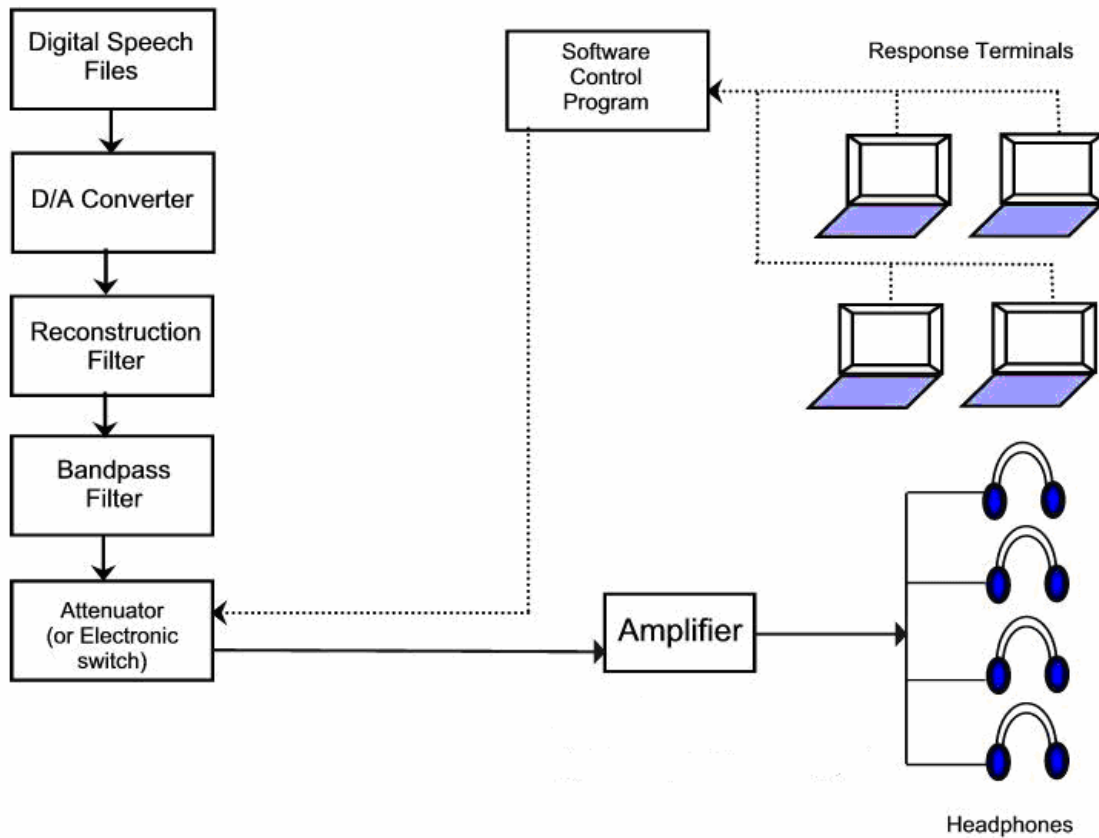 Digital Speech
Files
D/A Converter
Reconstruction
Filter
Bandpass
Filter
Attenuator
(or Electronic
switch)
Software
Control
Program
Response Terminals
Amplifier
Headphones